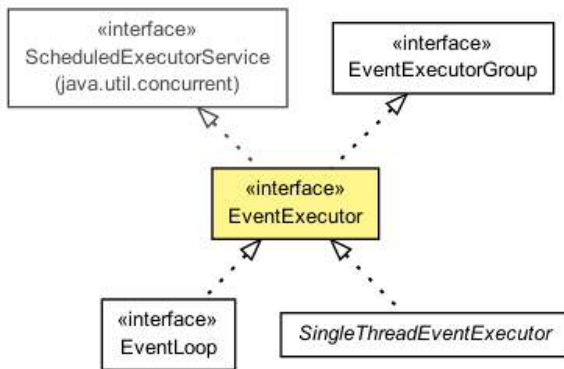 «interface»
ScheduledExecutorService
(java.util.concurrent)
«interface»
EventExecutorGroup
«interface»
EventExecutor
«interface»
EventLoop
SingleThreadEventExecutor